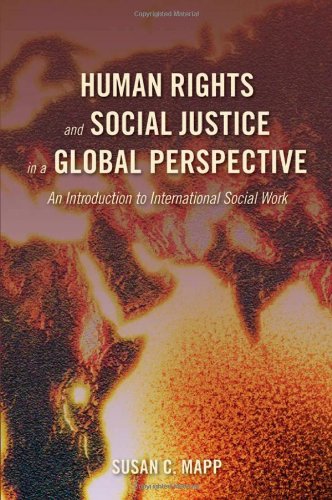 HUMAN RIGHTS
and SOCIAL JUSTICE
in a GLOBAL PERSPECTIVE
An Introduction to International Social Work
SUSAN C. MAPP